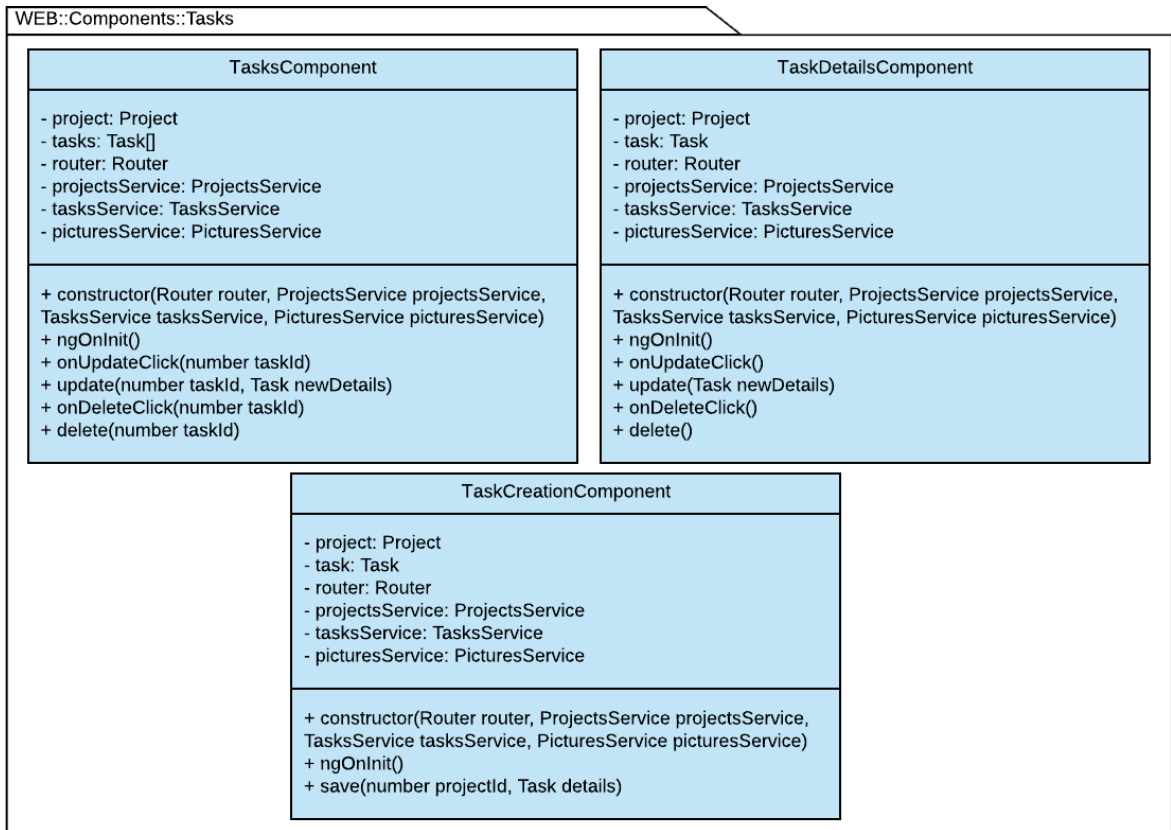 WEB::Components::Tasks
TasksComponent
- project: Project
- tasks: Task[]
- router: Router
- projectsService: ProjectsService
- tasksService: TasksService
- picturesService: PicturesService
+ constructor(Router router, ProjectsService projectsService,
TasksService tasksService, PicturesService picturesService)
+ ngOnInit()
+ onUpdateClick(number taskId)
+ update(number taskId, Task newDetails)
+ onDeleteClick(number taskId)
+ delete(number taskId)
TaskDetailsComponent
- project: Project
- task: Task
- router: Router
- projectsService: ProjectsService
- tasksService: TasksService
- picturesService: PicturesService
+ constructor(Router router, ProjectsService projectsService,
TasksService tasksService, PicturesService picturesService)
+ ngOnInit()
+ onUpdateClick()
+ update(Task newDetails)
+ onDeleteClick()
+ delete()
TaskCreationComponent
- project: Project
- task: Task
- router: Router
- projectsService: ProjectsService
- tasksService: TasksService
- picturesService: PicturesService
+ constructor(Router router, ProjectsService projectsService,
TasksService tasksService, PicturesService picturesService)
+ ngOnInit()
+ save(number projectId, Task details)